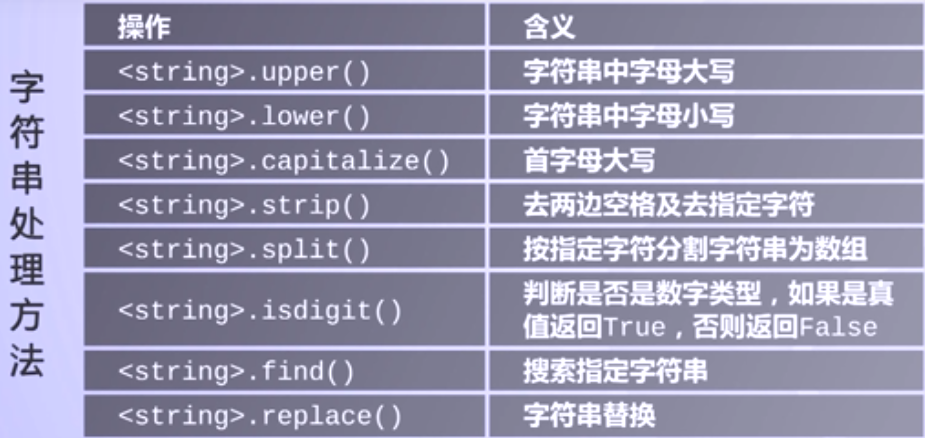 字符串处理方法
操作 含义
<string>.upper() 字符串中字母大写
<string>.lower() 字符串中字母小写
<string>.capitalize() 首字母大写
<string>.strip() 去两边空格及去指定字符
<string>.split() 按指定字符分割字符串为数组
<string>.isdigit() 判断是否是数字类型，如果是真
值返回True，否则返回False
<string>.find() 搜索指定字符串
<string>.replace() 字符串替换